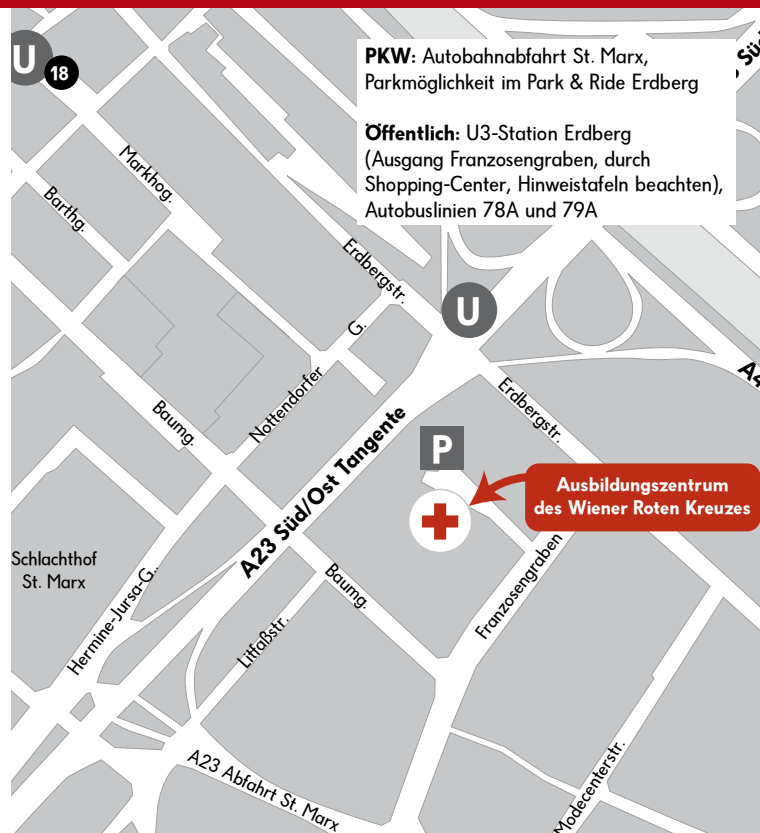 U
18
PKW: Autobahnabfahrt St. Marx,
Parkmöglichkeit im Park & Ride Erdberg
Öffentlich: U3-Station Erdberg
(Ausgang Franzosengraben, durch
Shopping-Center, Hinweistafeln beachten),
Autobuslinien 78A und 79A
Markhog.
Barthg.
Erdbergstr.
U
G.
Nottendorfer
A4
Erdbergstr.
Baumg.
A23 Süd/Ost Tangente
P
Ausbildungszentrum
des Wiener Roten Kreuzes
Schlachthof
St. Marx
Hermine-Jursa-G.
Baumg.
Litfaßstr.
Franzosengraben
A23 Abfahrt St. Marx
Modecenterstr.